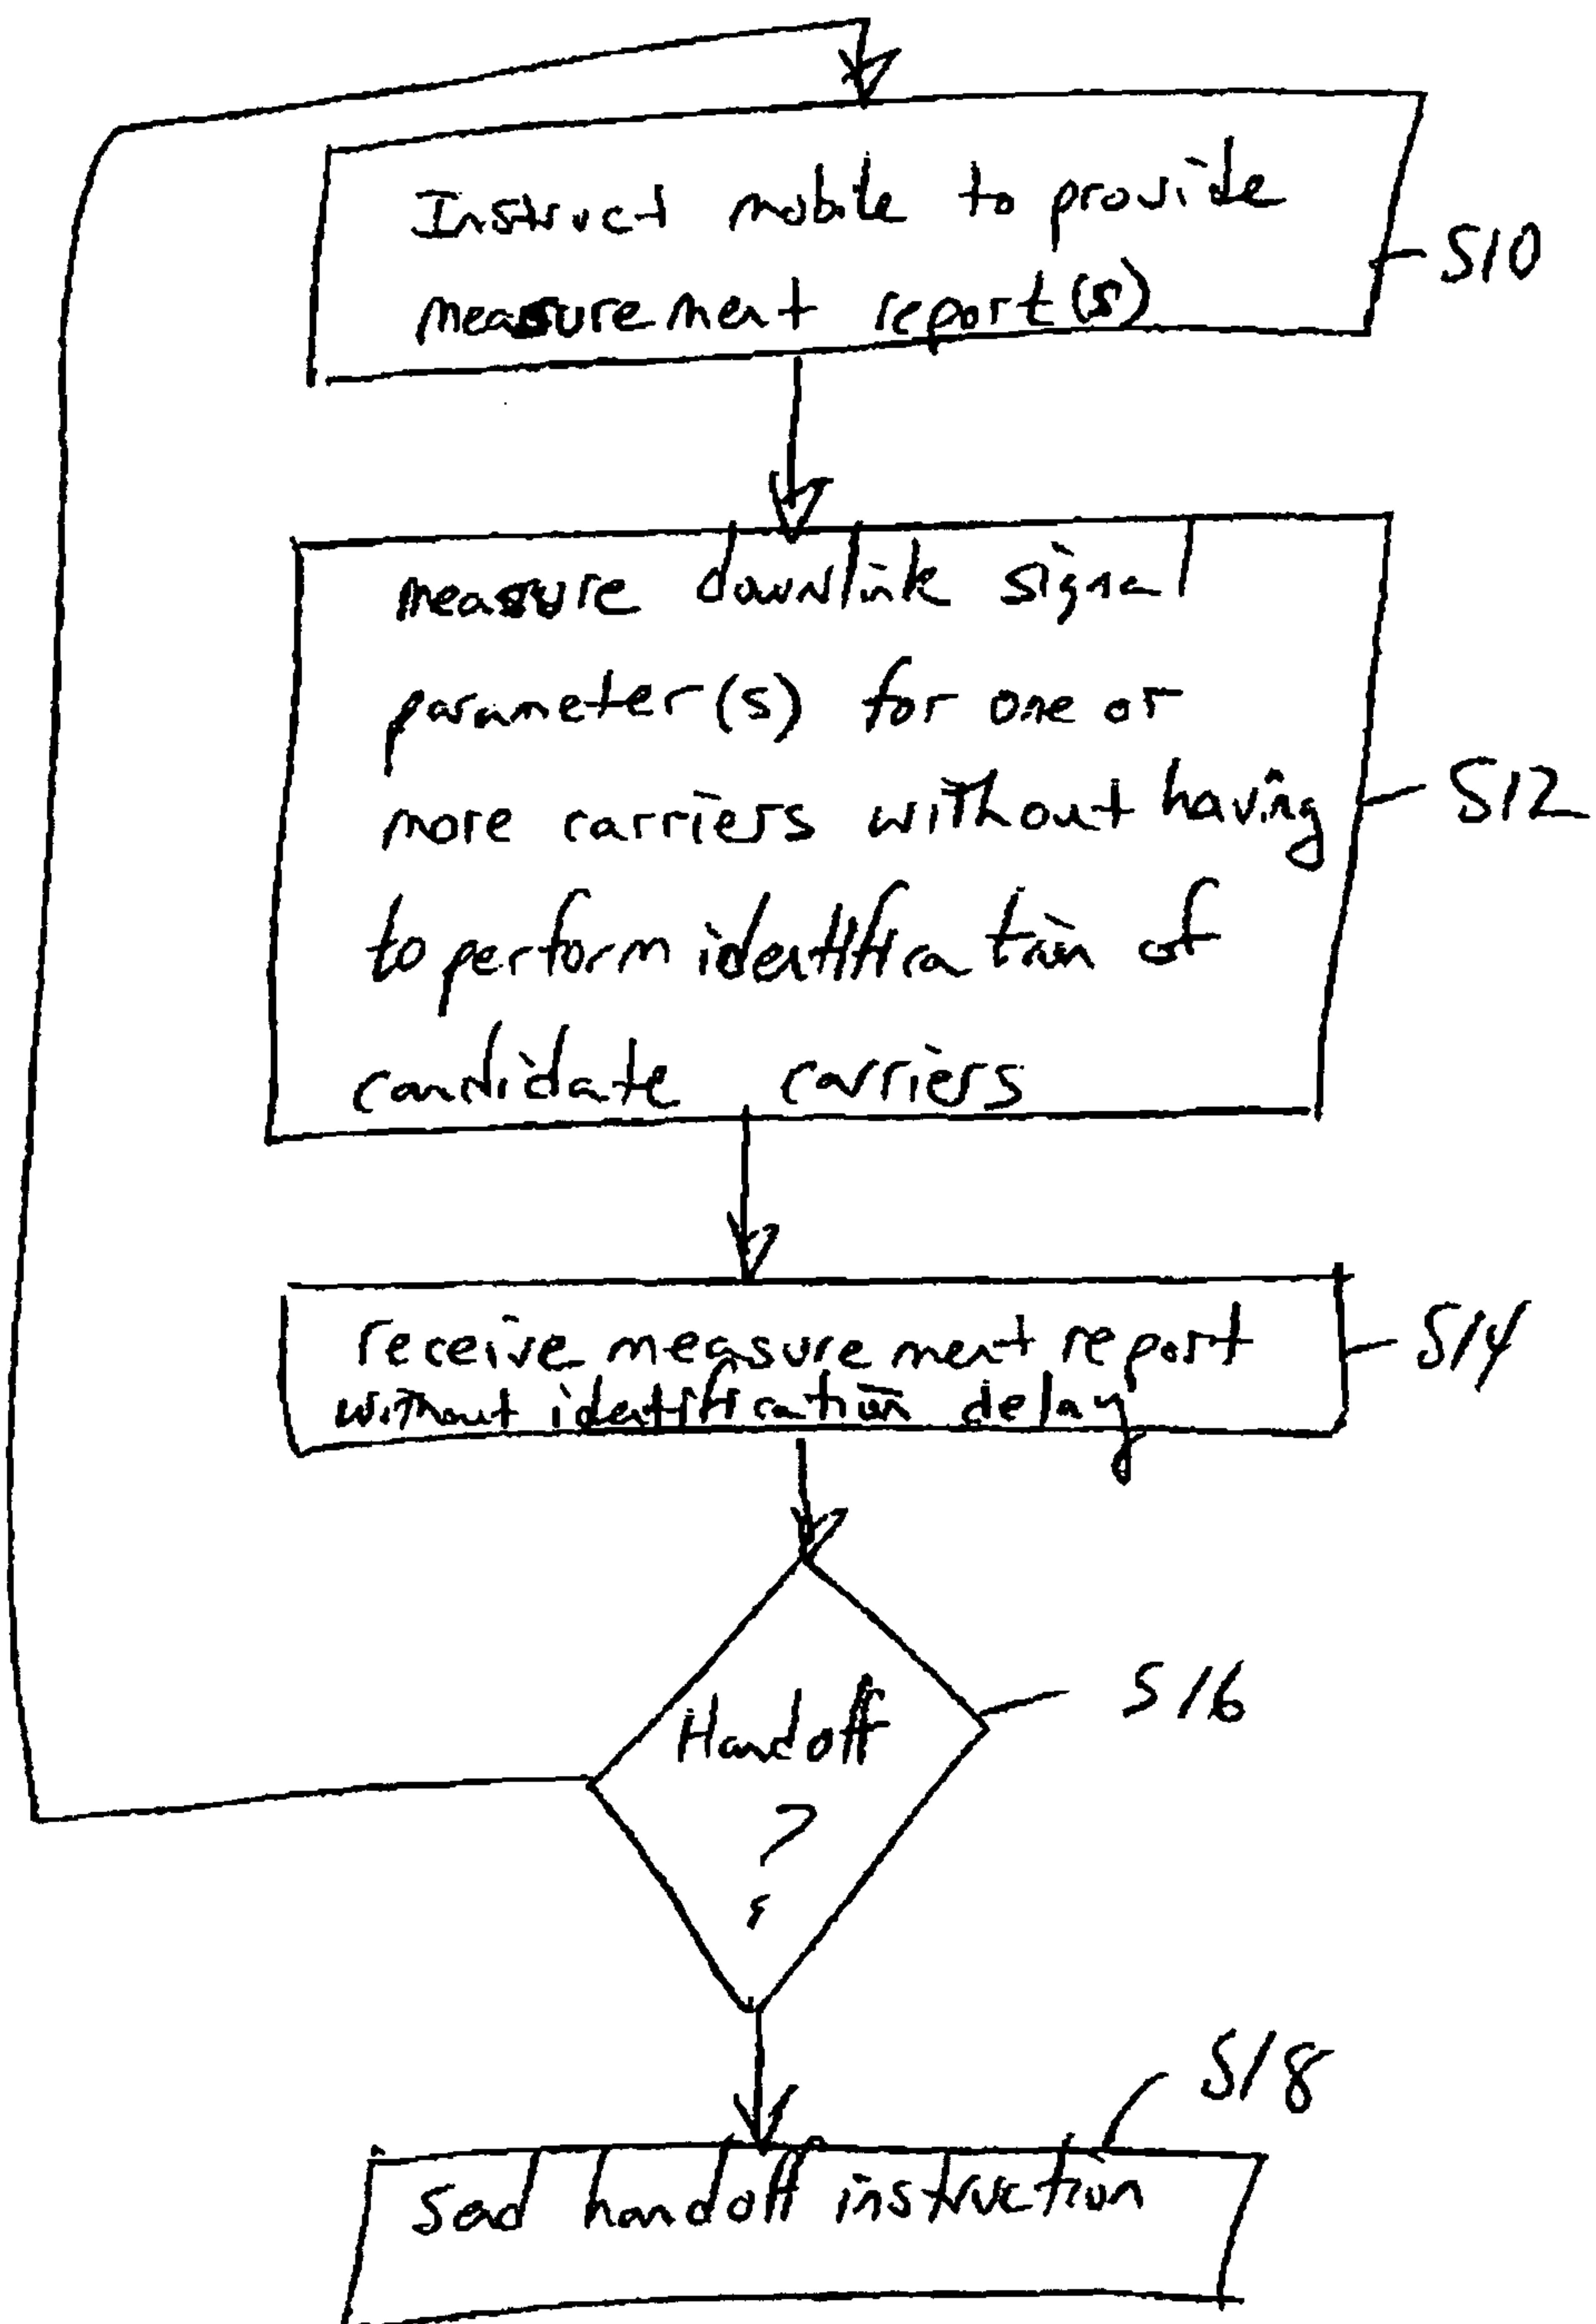 Instruct mobile to provide
measurement report(s)
S10
measure downlink signal
parameter(s) for one or
more carriers without having
to perform identification of
candidate carriers
S12
receive measurement report
without identification delay
S14
Handoff
?
S16
S18
Send handoff instruction